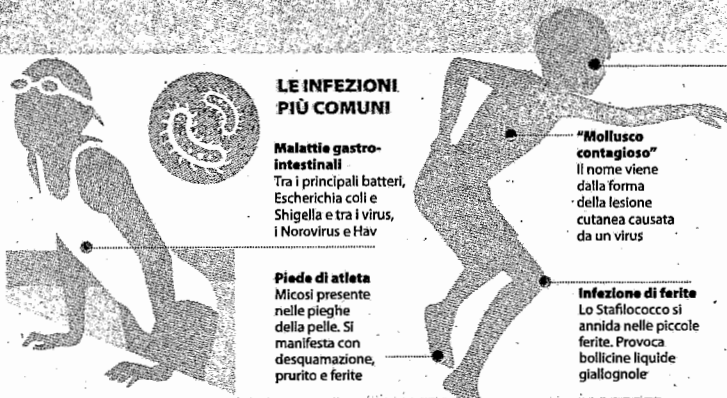 LE INFEZIONI
PIÙ COMUNI
Malattie gastro-
intestinali
Tra i principali batteri,
Escherichia coli e
Shigella e tra i virus,
i Norovirus e Hav
Piede di atleta
Micosi presente
nelle pieghe
della pelle. Si
manifesta con
desquamazione,
prurito e ferite
"Mollusco
contagioso"
Il nome viene
dalla forma
della lesione
cutanea causata
da un virus
Infezione di ferite
Lo Stafilococco si
annida nelle piccole
ferite. Provoca
bollicine liquide
giallognole